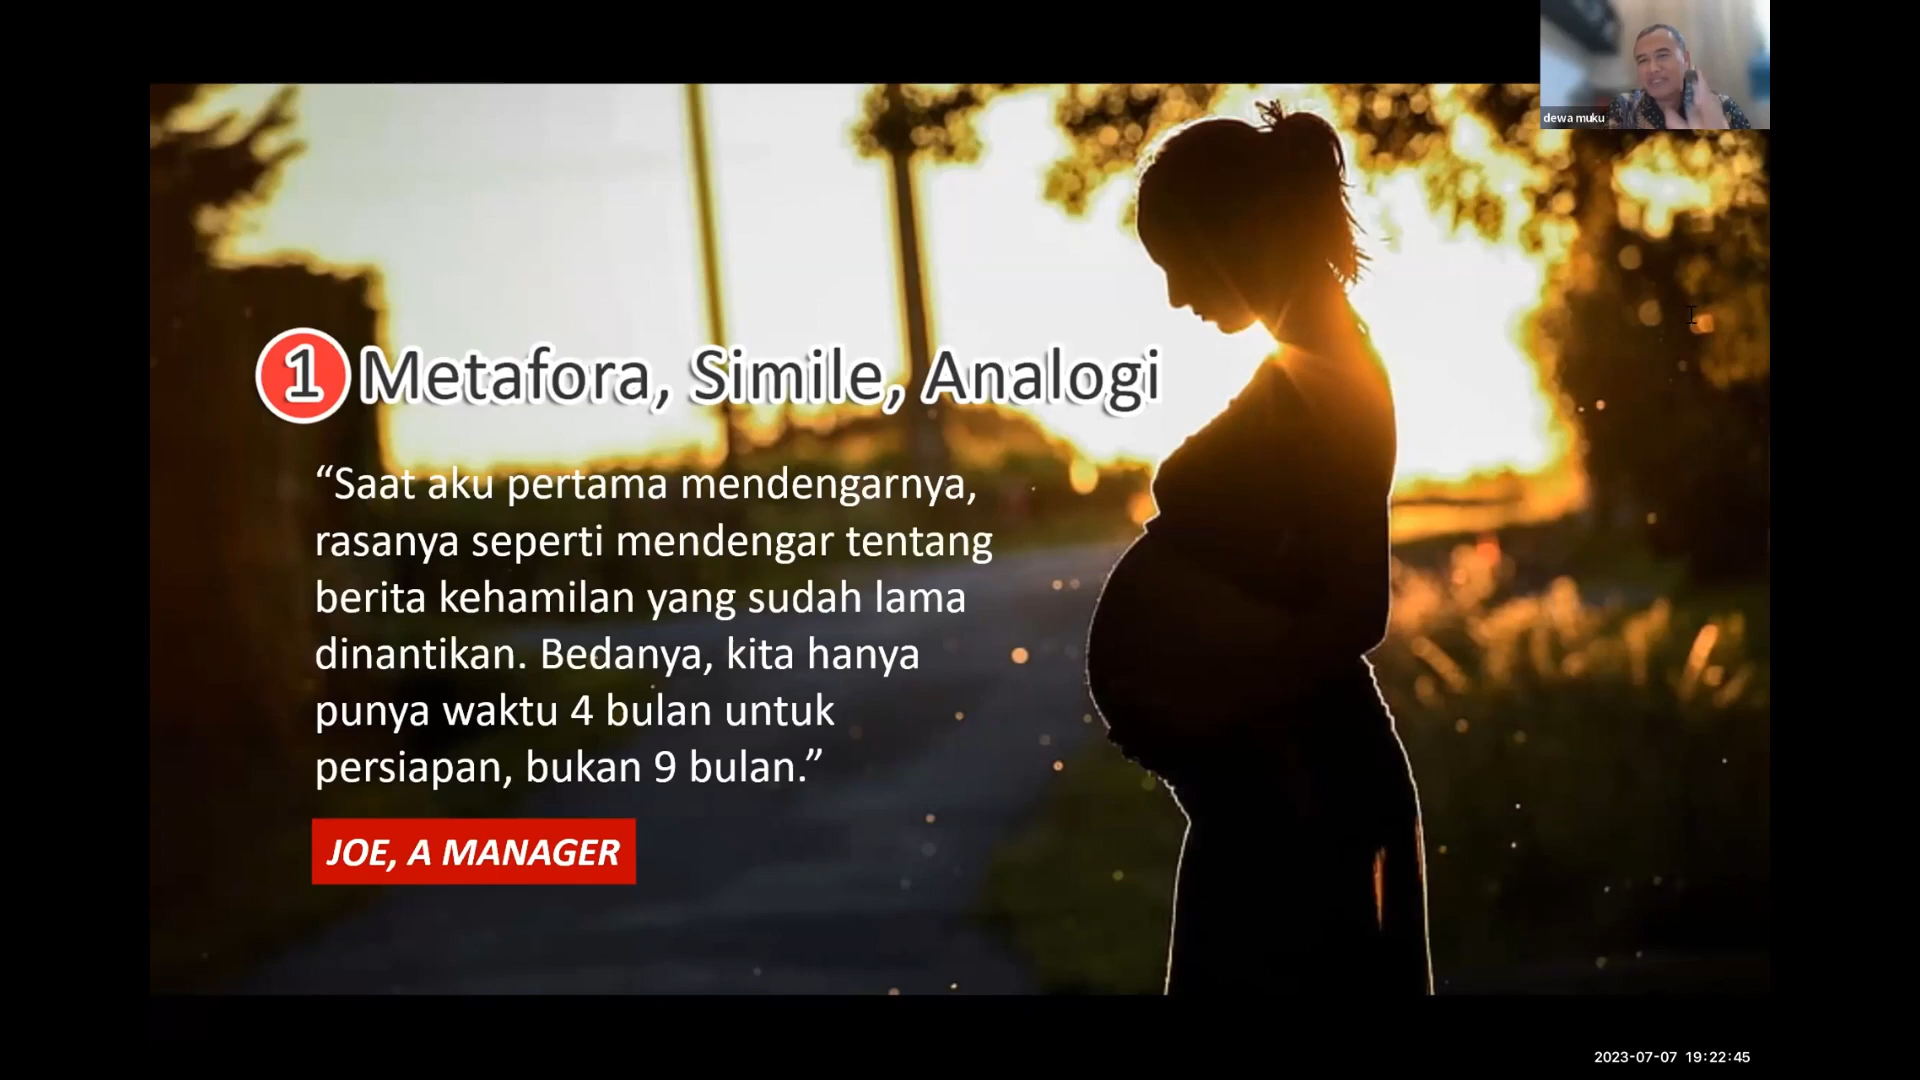 dewa muku
1 Metafora, Simile, Analogi
“Saat aku pertama mendengarnya,
rasanya seperti mendengar tentang
berita kehamilan yang sudah lama
dinantikan. Bedanya, kita hanya
punya waktu 4 bulan untuk
persiapan, bukan 9 bulan.”
JOE, A MANAGER
2023-07-07 19:22:45